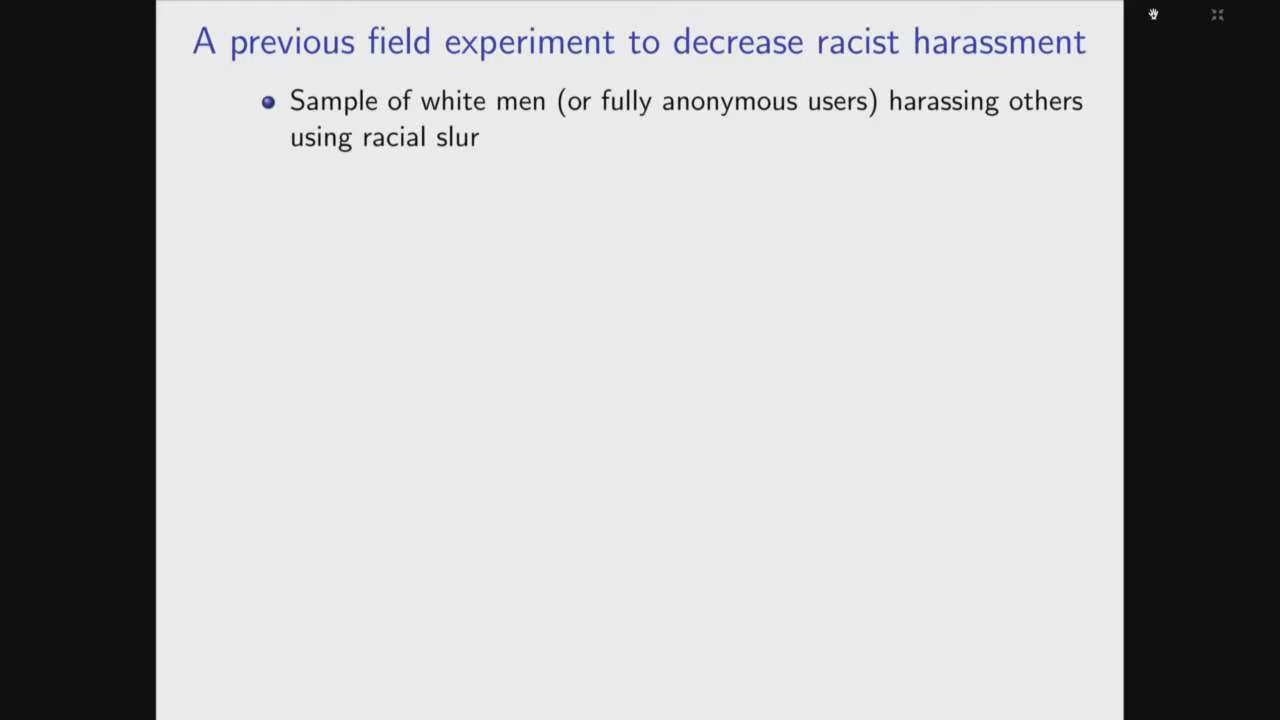 A previous field experiment to decrease racist harassment
Sample of white men (or fully anonymous users) harassing others
using racial slur